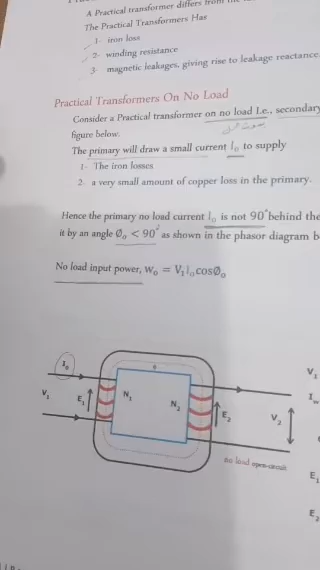 A Practical transformer differs from the
The Practical Transformers Has
1- iron loss
2- winding resistance
3- magnetic leakages, giving rise to leakage reactance
Practical Transformers On No Load
Consider a Practical transformer on no load I.e., secondary
figure below.
The primary will draw a small current I₀ to supply
1- The iron losses
2- a very small amount of copper loss in the primary.
Hence the primary no load current I₀ is not 90° behind the
it by an angle Ø₀ < 90° as shown in the phasor diagram b
No load input power, W₀ = V₁I₀cosØ₀
I₀
V₁
E₁
N₁
N₂
E₂
V₂
no load open-circuit
V₁
I_w
E₁
E₂